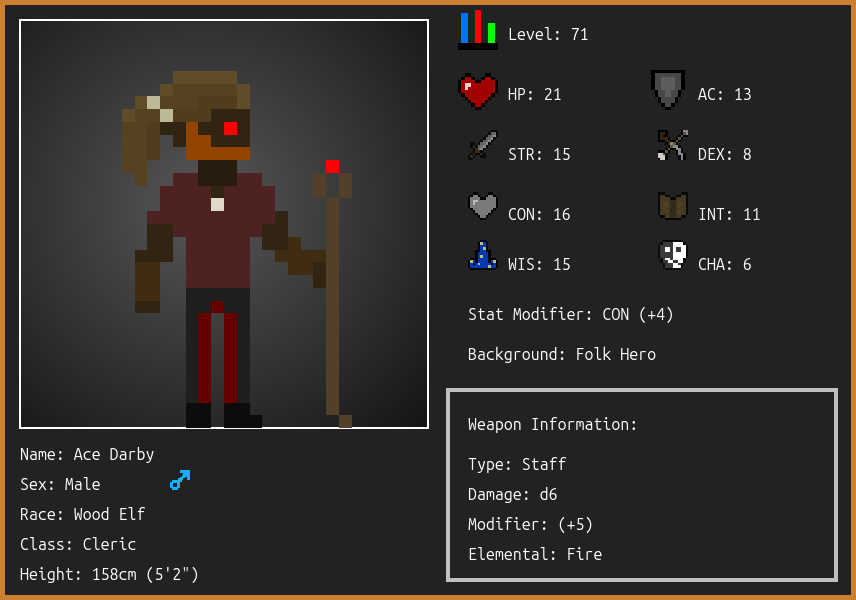 Level: 71
HP: 21
AC: 13
STR: 15
DEX: 8
CON: 16
INT: 11
WIS: 15
CHA: 6
Stat Modifier: CON (+4)
Background: Folk Hero
Weapon Information:
Type: Staff
Damage: d6
Modifier: (+5)
Elemental: Fire
Name: Ace Darby
Sex: Male
Race: Wood Elf
Class: Cleric
Height: 158cm (5'2")